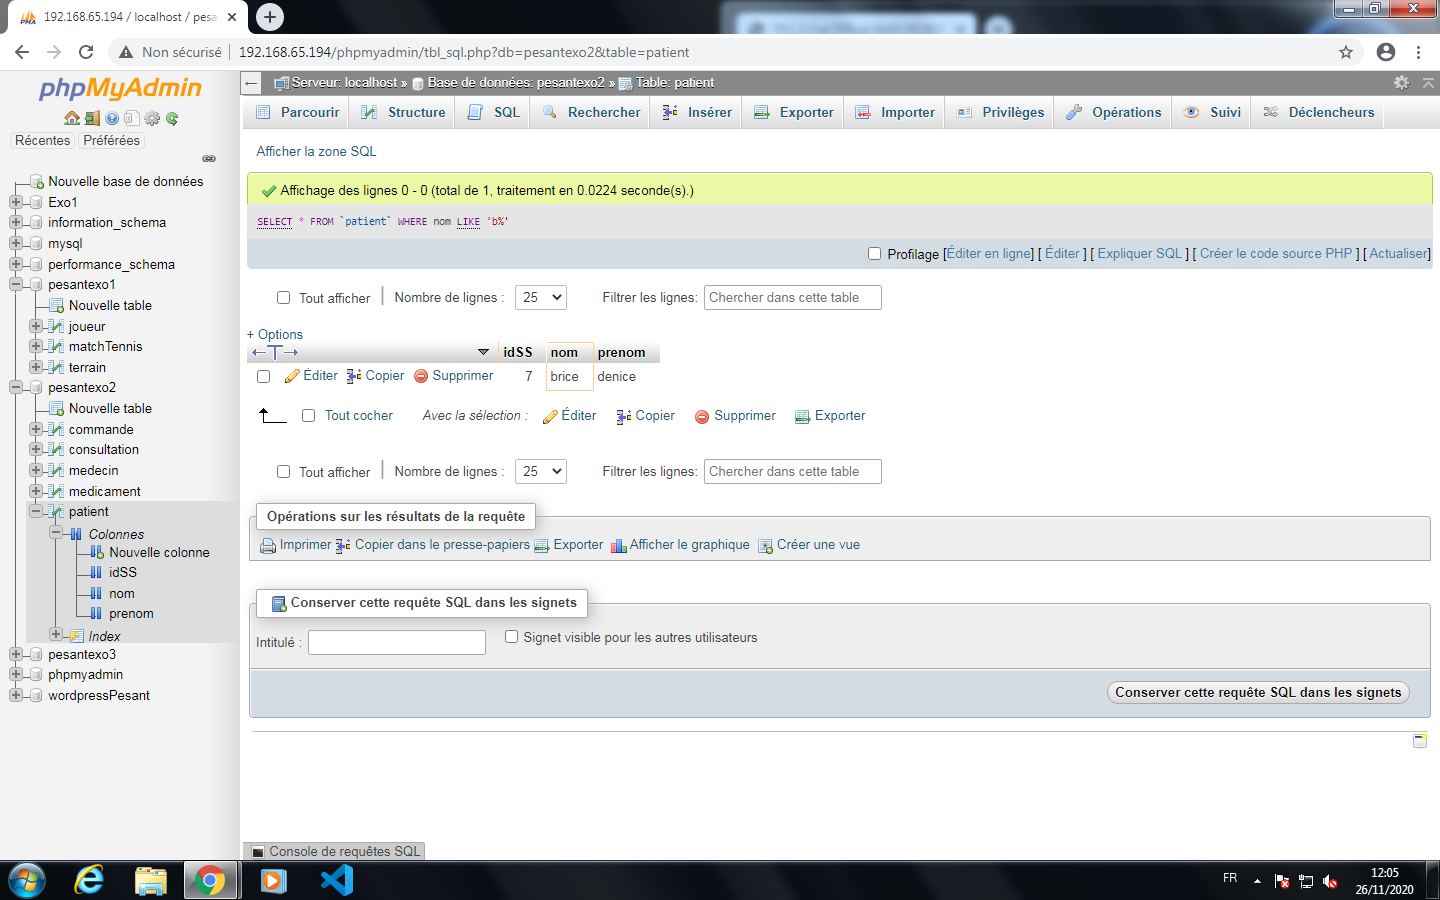 192.168.65.194 / localhost / pesa
Non sécurisé
192.168.65.194/phpmyadmin/tbl_sql.php?db=pesantexo2&table=patient
phpMyAdmin
Récentes
Préférées
Nouvelle base de données
Exo1
information_schema
mysql
performance_schema
pesantexo1
Nouvelle table
joueur
matchTennis
terrain
pesantexo2
Nouvelle table
commande
consultation
medecin
medicament
patient
Colonnes
Nouvelle colonne
idSS
nom
prenom
Index
pesantexo3
phpmyadmin
wordpressPesant
Serveur: localhost » Base de données: pesantexo2 » Table: patient
Parcourir Structure SQL Rechercher Insérer Exporter Importer Privilèges Opérations Suivi Déclencheurs
Afficher la zone SQL
Affichage des lignes 0 - 0 (total de 1, traitement en 0.0224 seconde(s).)
SELECT * FROM `patient` WHERE nom LIKE 'b%'
Profilage [Éditer en ligne] [ Éditer ] [ Expliquer SQL ] [ Créer le code source PHP ] [ Actualiser]
Tout afficher Nombre de lignes : 25 Filtrer les lignes: Chercher dans cette table
+ Options
idSS nom prenom
Éditer Copier Supprimer 7 brice denice
Tout cocher Avec la sélection : Éditer Copier Supprimer Exporter
Tout afficher Nombre de lignes : 25 Filtrer les lignes: Chercher dans cette table
Opérations sur les résultats de la requête
Imprimer Copier dans le presse-papiers Exporter Afficher le graphique Créer une vue
Conserver cette requête SQL dans les signets
Intitulé : Signet visible pour les autres utilisateurs
Conserver cette requête SQL dans les signets
Console de requêtes SQL
FR
12:05
26/11/2020